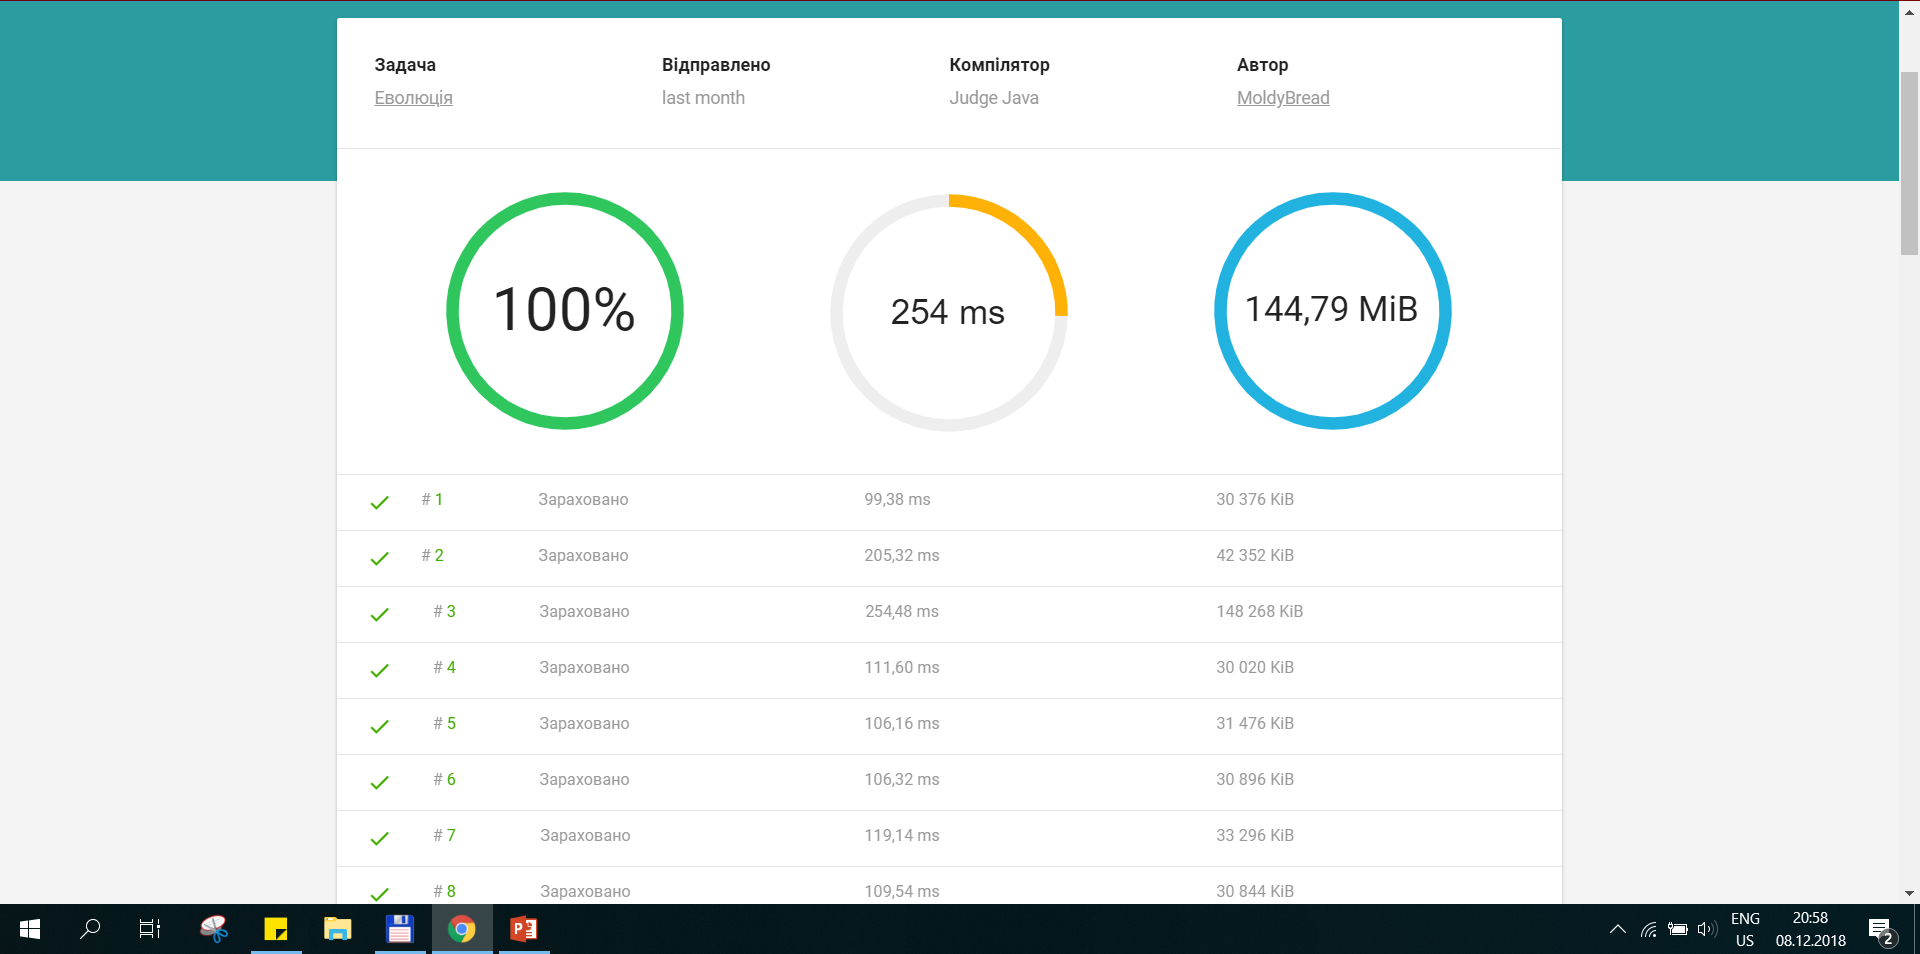 Задача Відправлено Компілятор Автор
Еволюція last month Judge Java MoldyBread
100% 254 ms 144,79 MiB
# 1 Зараховано 99,38 ms 30 376 KiB
# 2 Зараховано 205,32 ms 42 352 KiB
# 3 Зараховано 254,48 ms 148 268 KiB
# 4 Зараховано 111,60 ms 30 020 KiB
# 5 Зараховано 106,16 ms 31 476 KiB
# 6 Зараховано 106,32 ms 30 896 KiB
# 7 Зараховано 119,14 ms 33 296 KiB
# 8 Зараховано 109,54 ms 30 844 KiB
ENG 20:58
US 08.12.2018 2